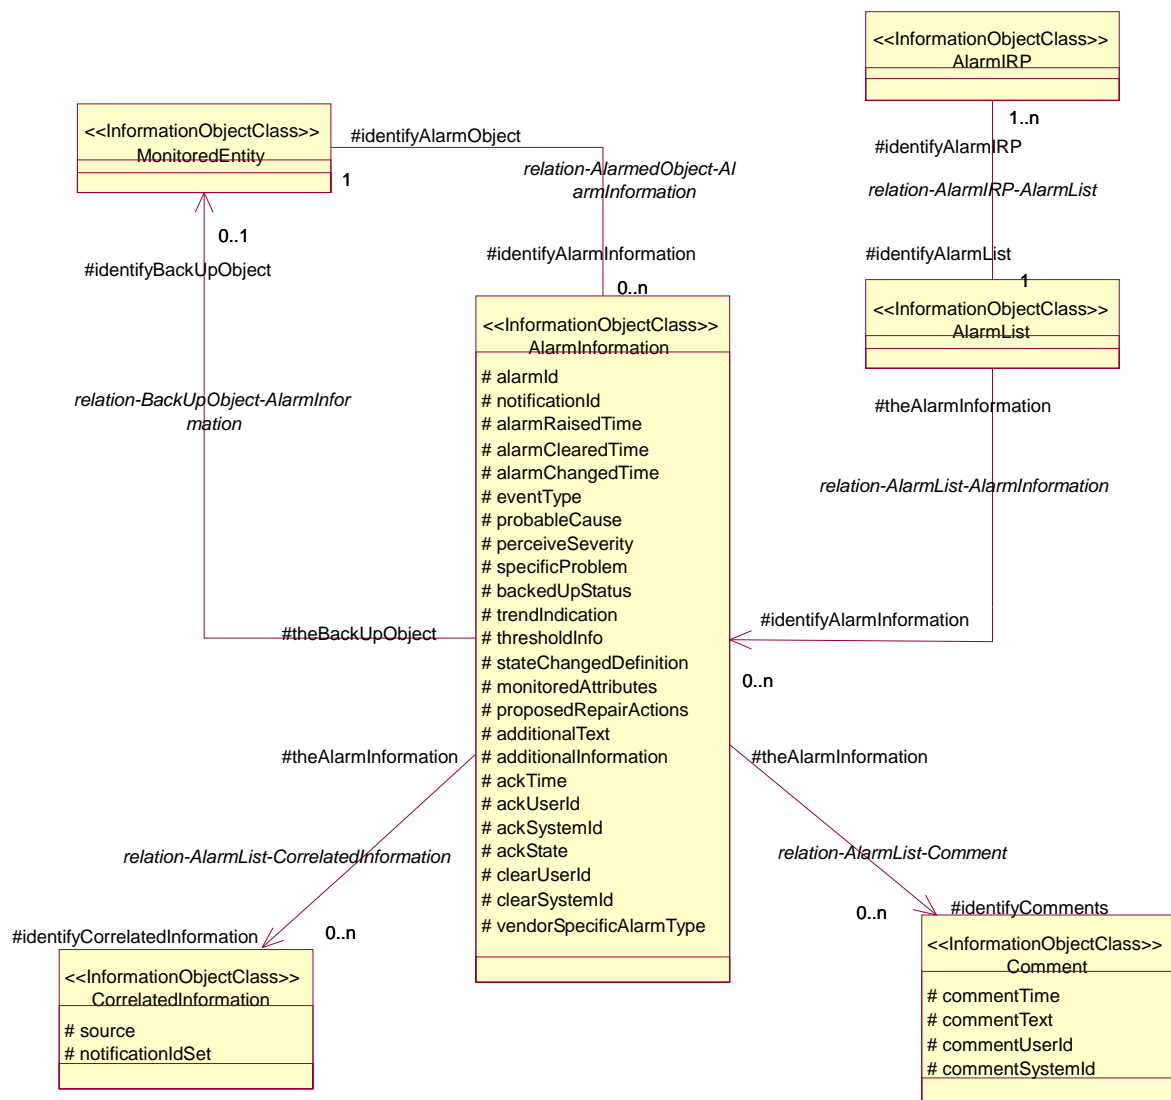 <<InformationObjectClass>>
AlarmIRP
1..n
#identifyAlarmIRP
relation-AlarmIRP-AlarmList
#identifyAlarmList
1
<<InformationObjectClass>>
AlarmList
#theAlarmInformation
relation-AlarmList-AlarmInformation
#identifyAlarmInformation
0..n
<<InformationObjectClass>>
MonitoredEntity
#identifyAlarmObject
1
relation-AlarmedObject-Al
armInformation
#identifyAlarmInformation
0..n
0..1
#identifyBackUpObject
relation-BackUpObject-AlarmInfor
mation
#theBackUpObject
<<InformationObjectClass>>
AlarmInformation
# alarmId
# notificationId
# alarmRaisedTime
# alarmClearedTime
# alarmChangedTime
# eventType
# probableCause
# perceiveSeverity
# specificProblem
# backedUpStatus
# trendIndication
# thresholdInfo
# stateChangedDefinition
# monitoredAttributes
# proposedRepairActions
# additionalText
# additionalInformation
# ackTime
# ackUserId
# ackSystemId
# ackState
# clearUserId
# clearSystemId
# vendorSpecificAlarmType
#theAlarmInformation
relation-AlarmList-CorrelatedInformation
#identifyCorrelatedInformation
0..n
<<InformationObjectClass>>
CorrelatedInformation
# source
# notificationIdSet
#theAlarmInformation
relation-AlarmList-Comment
0..n
#identifyComments
<<InformationObjectClass>>
Comment
# commentTime
# commentText
# commentUserId
# commentSystemId